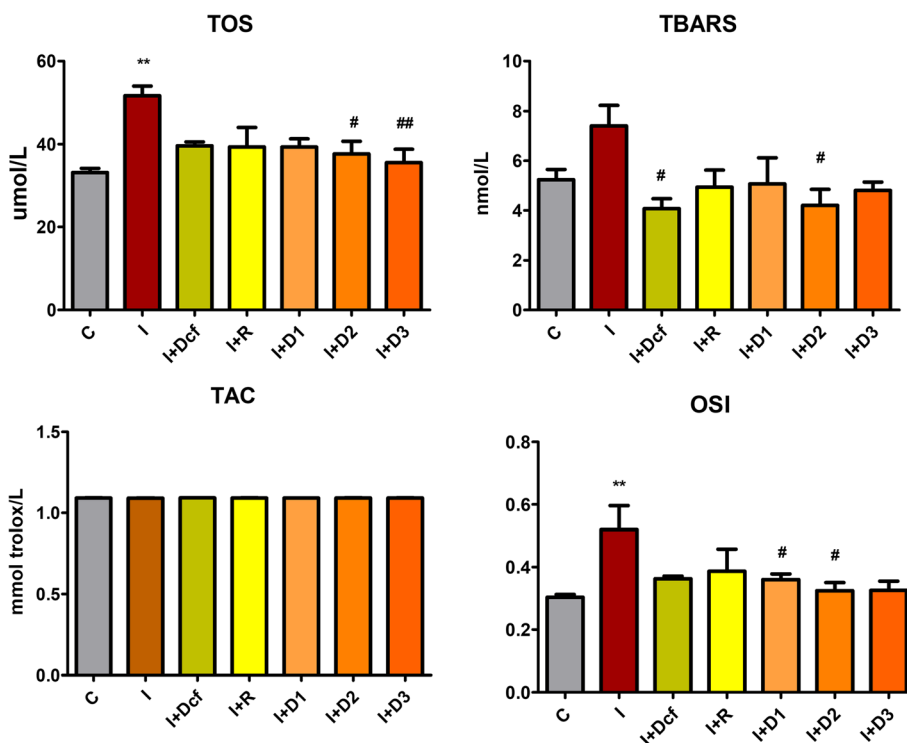 TOS
umol/L
60
40
20
0
**
#
##
C
I
I+Dcf
I+R
I+D1
I+D2
I+D3
TBARS
nmol/L
10
8
6
4
2
0
#
#
C
I
I+Dcf
I+R
I+D1
I+D2
I+D3
TAC
mmol trolox/L
1.5
1.0
0.5
0.0
C
I
I+Dcf
I+R
I+D1
I+D2
I+D3
OSI
0.8
0.6
0.4
0.2
0.0
**
#
#
C
I
I+Dcf
I+R
I+D1
I+D2
I+D3